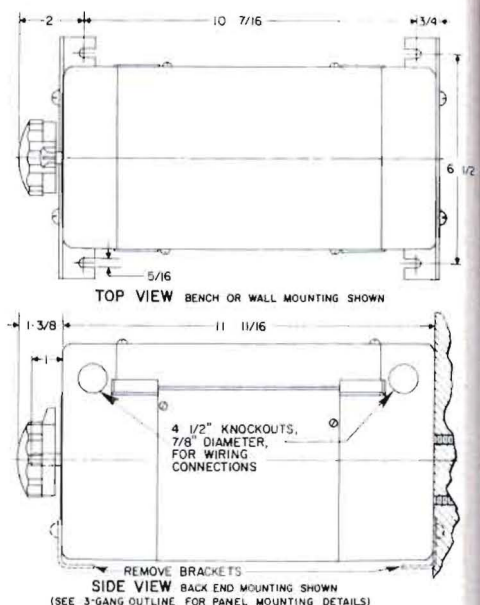 2
10 7/16
3/4
6 1/2
5/16
TOP VIEW BENCH OR WALL MOUNTING SHOWN
1-3/8
11 11/16
1
4 1/2" KNOCKOUTS,
7/8" DIAMETER,
FOR WIRING
CONNECTIONS
REMOVE BRACKETS
SIDE VIEW BACK END MOUNTING SHOWN
(SEE 3-GANG OUTLINE FOR PANEL MOUNTING DETAILS)